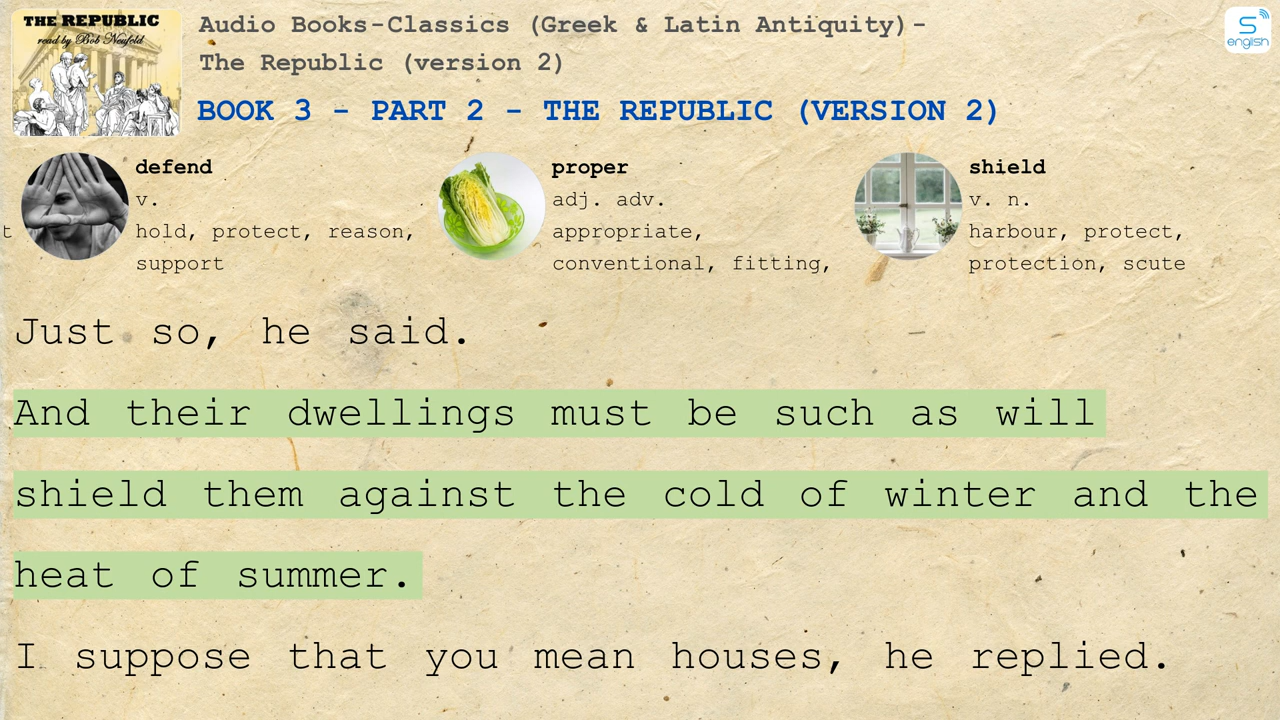 THE REPUBLIC
read by Bob Neufeld
Audio Books-Classics (Greek & Latin Antiquity)-
The Republic (version 2)
BOOK 3 - PART 2 - THE REPUBLIC (VERSION 2)
S
english
defend
v.
hold, protect, reason,
support
proper
adj. adv.
appropriate,
conventional, fitting,
shield
v. n.
harbour, protect,
protection, scute
t
Just so, he said.
And their dwellings must be such as will
shield them against the cold of winter and the
heat of summer.
I suppose that you mean houses, he replied.